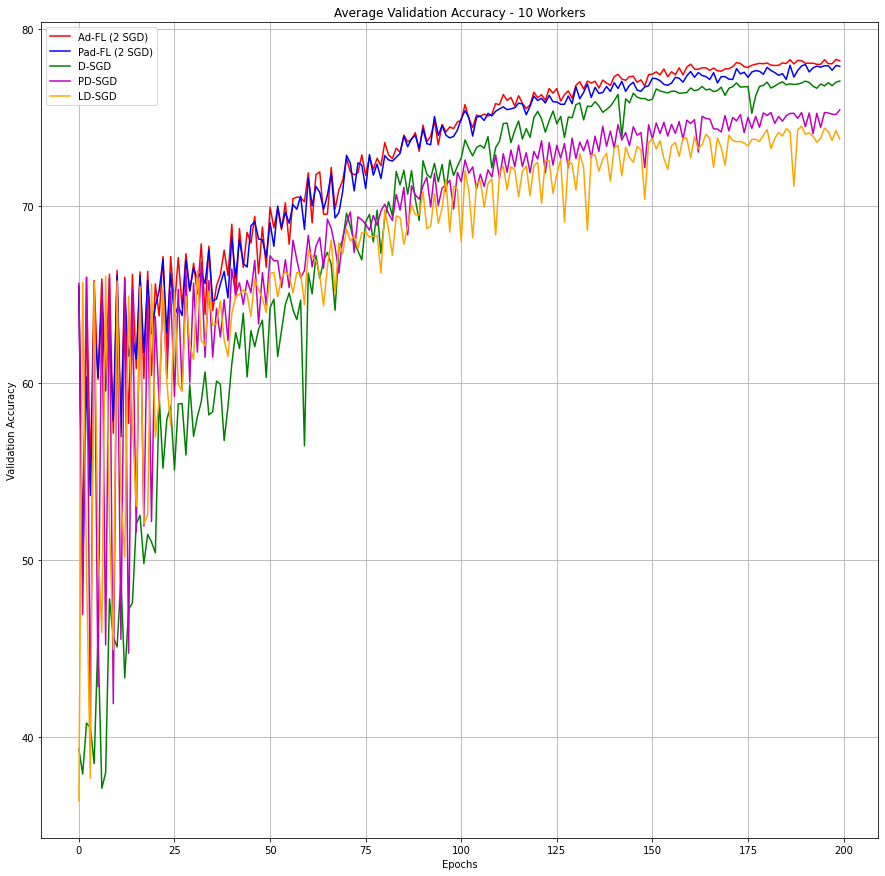 Average Validation Accuracy - 10 Workers
Ad-FL (2 SGD)
Pad-FL (2 SGD)
D-SGD
PD-SGD
LD-SGD
Validation Accuracy
80
70
60
50
40
0 25 50 75 100 125 150 175 200
Epochs